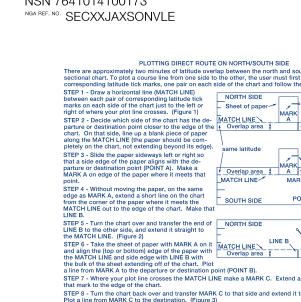 NSN 7641014100173
NGA REF. NO. SECXXJAXSONVLE
PLOTTING DIRECT ROUTE ON NORTH/SOUTH SIDE
There are approximately two minutes of latitude overlap between the north and sou
sectional chart. To plot a course line from one side to the other, the user must first
corresponding latitude tick marks, one pair on each side of the chart and follow the
STEP 1 - Draw a horizontal line (MATCH LINE)
between each pair of corresponding latitude tick
marks on each side of the chart just to the left or
right of where your plot line crosses. (Figure 1)
STEP 2 - Decide which side of the chart has the de-
parture or destination point closer to the edge of the
chart. On that side, line up a blank piece of paper
along the MATCH LINE (the paper should be com-
pletely on the chart, not extending beyond its edge).
STEP 3 - Slide the paper sideways left or right so
that a side edge of the paper aligns with the de-
parture or destination point (POINT A). Make a
MARK A on edge of the paper where it meets that
point.
STEP 4 - Without moving the paper, on the same
edge as MARK A, extend a short line on the chart
from the corner of the paper where it meets the
MATCH LINE out to the edge of the chart. Make that
LINE B.
STEP 5 - Turn the chart over and transfer the end of
LINE B to the other side, and extend it straight to
the MATCH LINE. (Figure 2)
STEP 6 - Take the sheet of paper with MARK A on it
and align the (top or bottom) edge of the paper with
the MATCH LINE and side edge with LINE B with
the bulk of the sheet extending off of the chart. Plot
a line from MARK A to the departure or destination point (POINT B).
STEP 7 - Where your plot line crosses the MATCH LINE make a MARK C. Extend a
that mark to the edge of the chart.
STEP 8 - Turn the chart back over and transfer MARK C to that side and extend it t
Plot a line from MARK C to the destination. (Figure 3)
NORTH SIDE
Sheet of paper
MARK
A
MATCH LINE
Overlap area
same latitude
MARK
A
Overlap area
MATCH LINE
MAR
PO
SOUTH SIDE
NORTH SIDE
LINE B
MATCH LINE
Overlap area